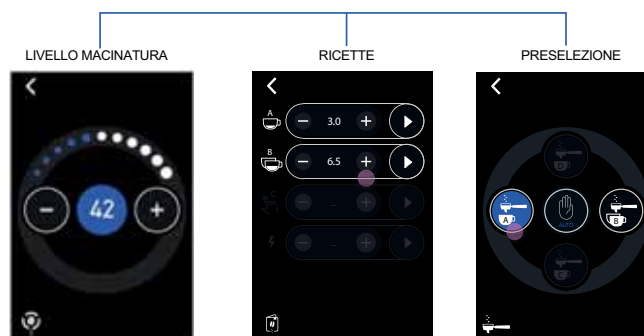 LIVELLO MACINATURA
RICETTE
PRESELEZIONE
42
A
3.0
B
6.5
C
D
A
AUTO
B
C